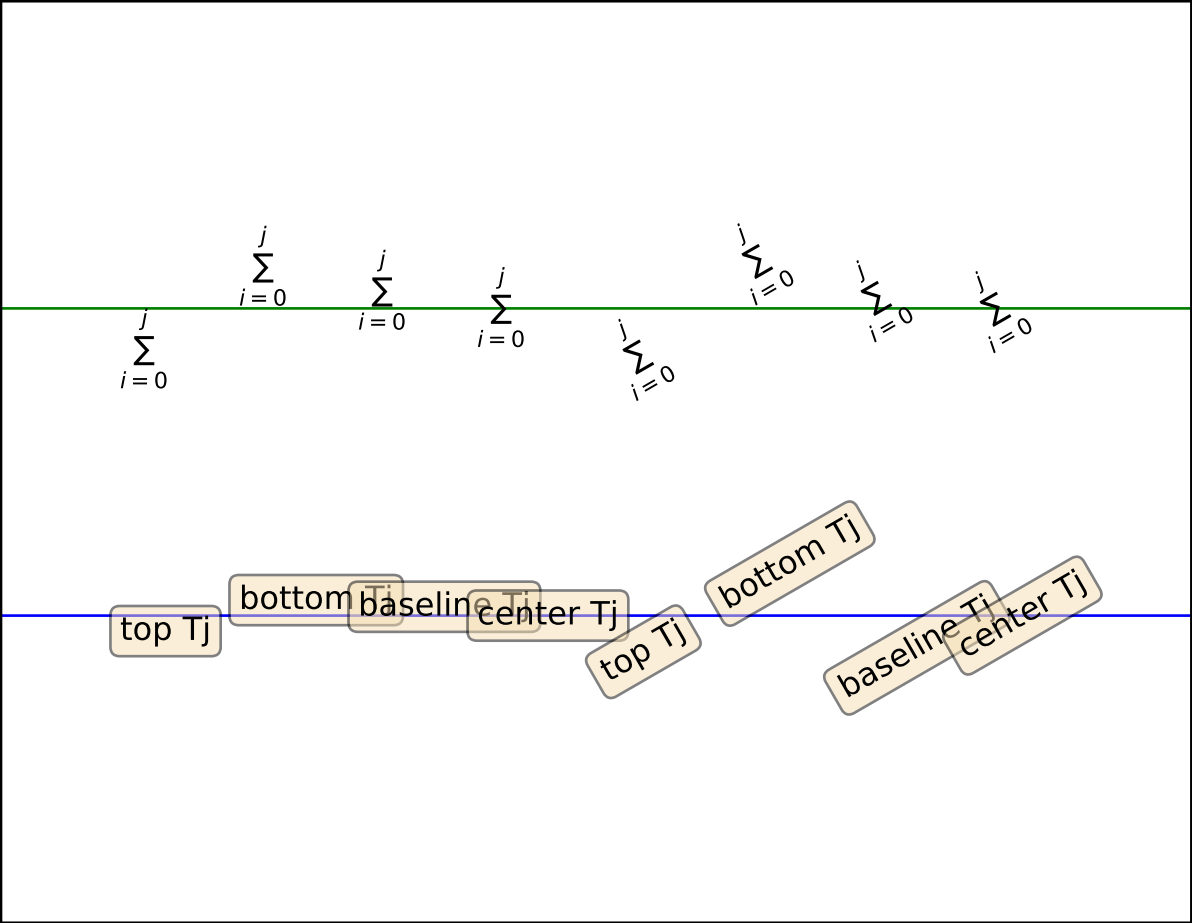 j
∑
i = 0
j
∑
i = 0
j
∑
i = 0
j
∑
i = 0
j
∑
i = 0
j
∑
i = 0
j
∑
i = 0
j
∑
i = 0
top Tj
bottom Tj
baseline Tj
center Tj
top Tj
bottom Tj
baseline Tj
center Tj